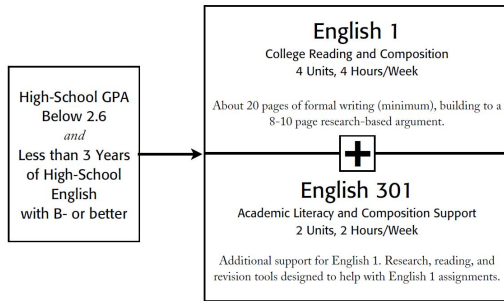 High-School GPA
Below 2.6
and
Less than 3 Years
of High-School
English
with B- or better
English 1
College Reading and Composition
4 Units, 4 Hours/Week
About 20 pages of formal writing (minimum), building to a
8-10 page research-based argument.
+
English 301
Academic Literacy and Composition Support
2 Units, 2 Hours/Week
Additional support for English 1. Research, reading, and
revision tools designed to help with English 1 assignments.